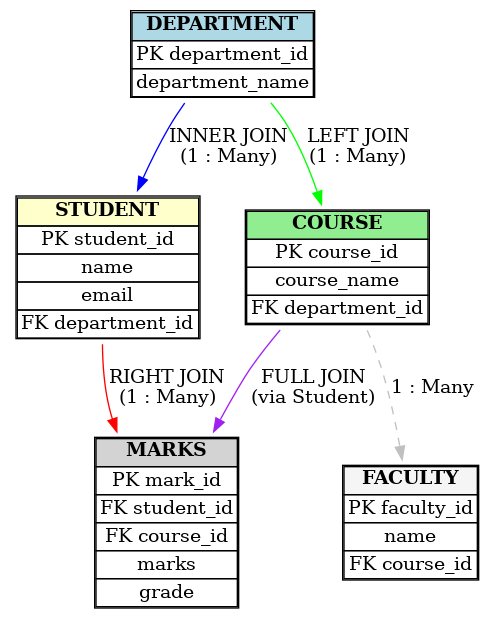 DEPARTMENT
PK department_id
department_name
INNER JOIN
(1 : Many)
LEFT JOIN
(1 : Many)
STUDENT
PK student_id
name
email
FK department_id
COURSE
PK course_id
course_name
FK department_id
RIGHT JOIN
(1 : Many)
FULL JOIN
(via Student)
1 : Many
MARKS
PK mark_id
FK student_id
FK course_id
marks
grade
FACULTY
PK faculty_id
name
FK course_id